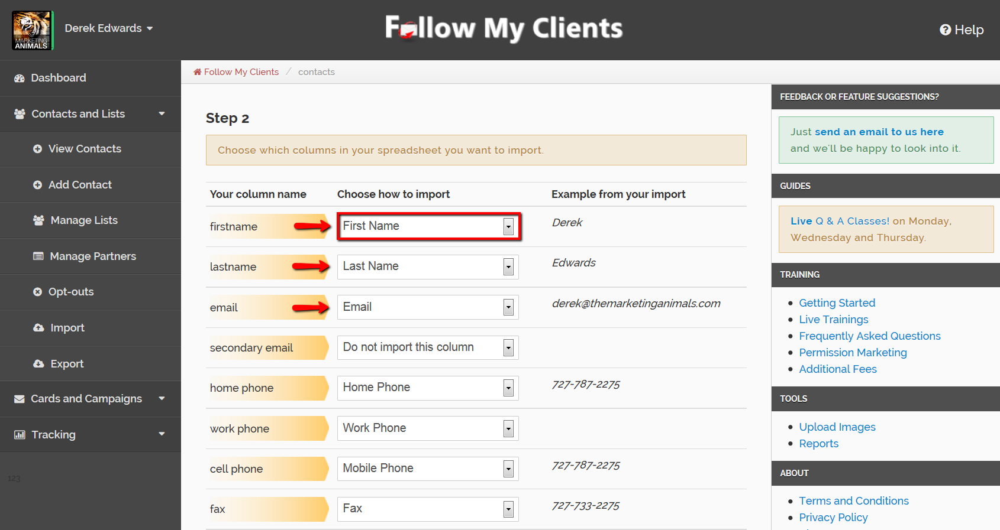 MARKETING
ANIMALS
Derek Edwards
Follow My Clients
Help
Dashboard
Contacts and Lists
View Contacts
Add Contact
Manage Lists
Manage Partners
Opt-outs
Import
Export
Cards and Campaigns
Tracking
123
Follow My Clients / contacts
Step 2
Choose which columns in your spreadsheet you want to import.
Your column name Choose how to import Example from your import
firstname First Name Derek
lastname Last Name Edwards
email Email derek@themarketinganimals.com
secondary email Do not import this column
home phone Home Phone 727-787-2275
work phone Work Phone
cell phone Mobile Phone 727-787-2275
fax Fax 727-733-2275
FEEDBACK OR FEATURE SUGGESTIONS?
Just send an email to us here
and we'll be happy to look into it.
GUIDES
Live Q & A Classes! on Monday,
Wednesday and Thursday.
TRAINING
Getting Started
Live Trainings
Frequently Asked Questions
Permission Marketing
Additional Fees
TOOLS
Upload Images
Reports
ABOUT
Terms and Conditions
Privacy Policy